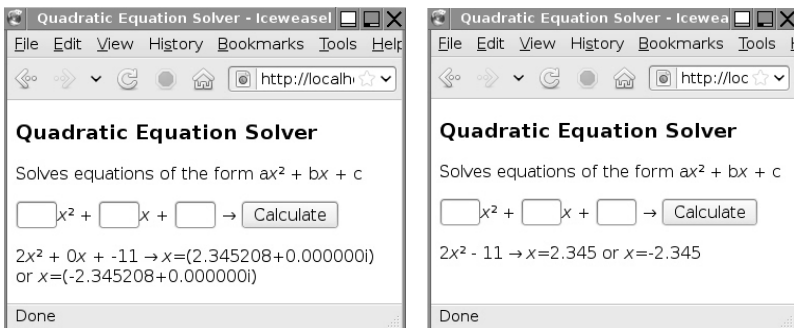 Quadratic Equation Solver - Iceweasel
File Edit View History Bookmarks Tools Help
http://localh
Quadratic Equation Solver
Solves equations of the form ax² + bx + c
x² + x + → Calculate
2x² + 0x + -11 → x=(2.345208+0.000000i)
or x=(-2.345208+0.000000i)
Done
Quadratic Equation Solver - Icewea
File Edit View History Bookmarks Tools
http://loc
Quadratic Equation Solver
Solves equations of the form ax² + bx + c
x² + x + → Calculate
2x² - 11 → x=2.345 or x=-2.345
Done